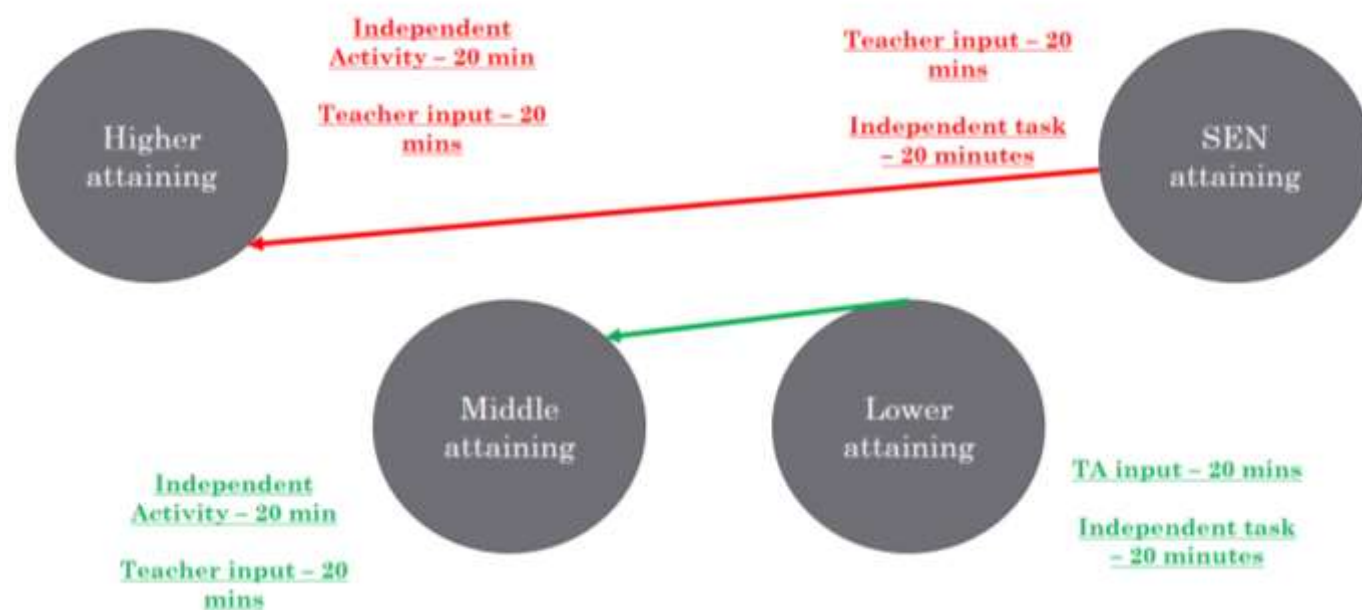 Independent
Activity – 20 min
Teacher input – 20
mins
Teacher input – 20
mins
Independent task
– 20 minutes
Higher
attaining
SEN
attaining
Middle
attaining
Lower
attaining
Independent
Activity – 20 min
Teacher input – 20
mins
TA input – 20 mins
Independent task
– 20 minutes